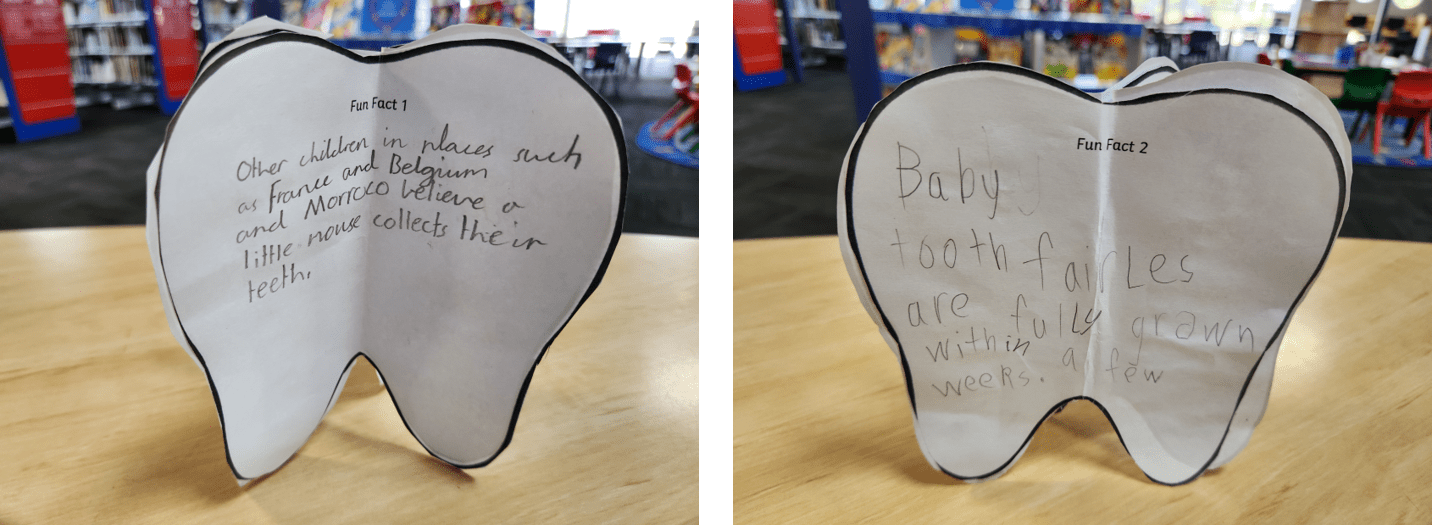 Fun Fact 1
Other children in places such
as France and Belgium
and Morroco believe a
little mouse collects their
teeth.
Fun Fact 2
Baby
tooth fairies
are fully grawn
within a few
weeks.